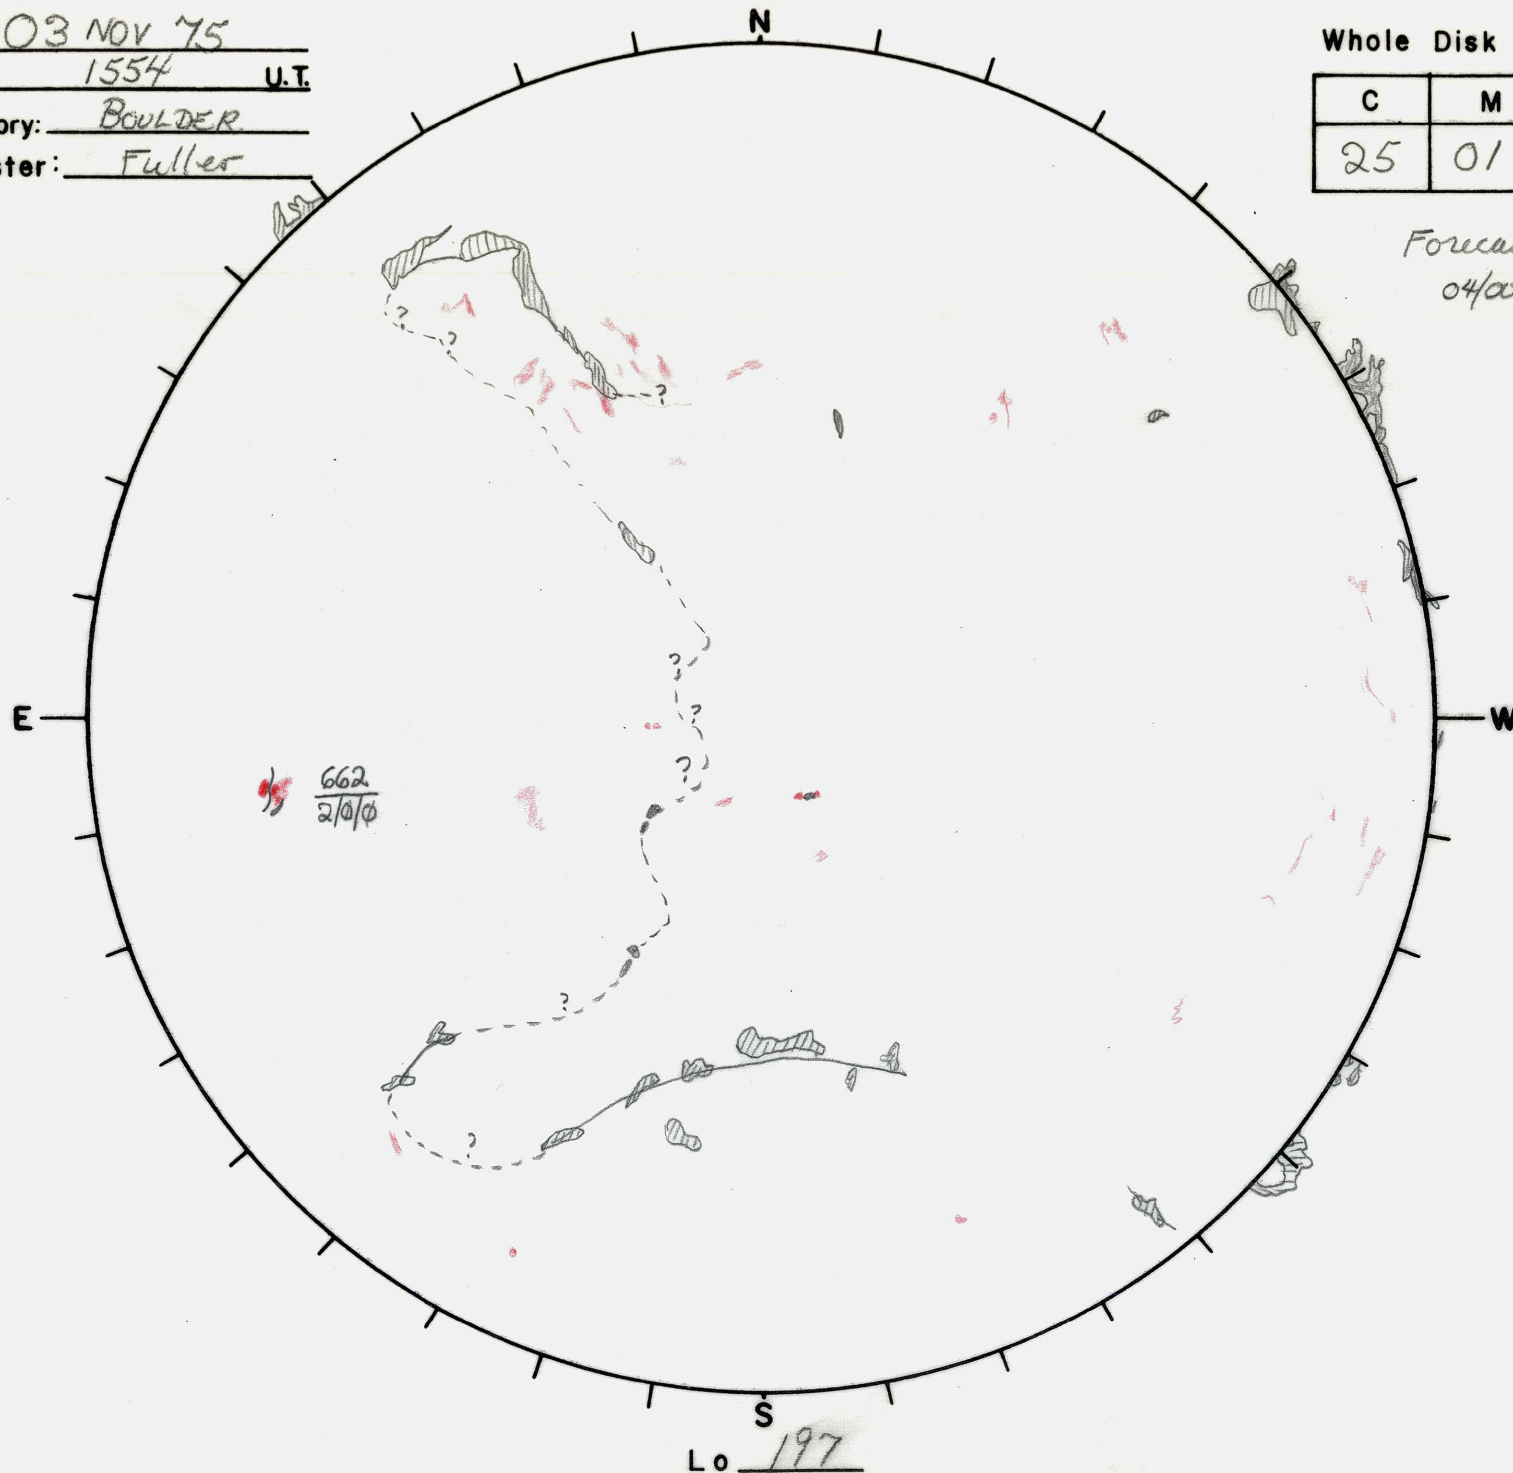 03 NOV 75
1554 U.T.
ory: BOULDER
ster: Fuller
N
Whole Disk
C M
25 01
Foreca
04/00
?
?
?
?
?
E
W
?
662
2/0/0
?
?
S
Lo 197